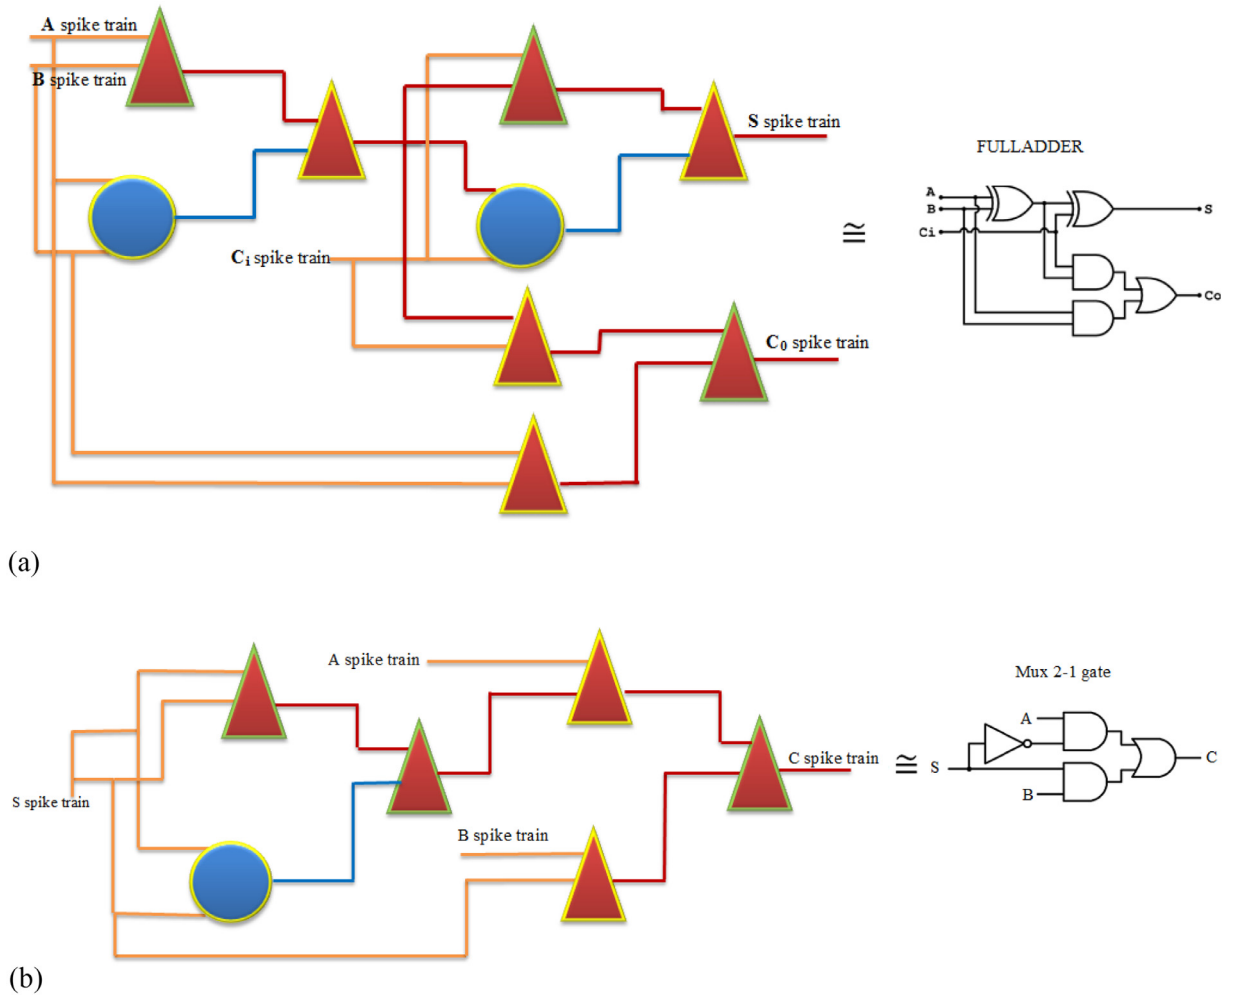 A spike train
B spike train
S spike train
FULLADDER
A
B
Ci
S
Co
≅
Ci spike train
C0 spike train
(a)
A spike train
Mux 2-1 gate
A
S
B
C
≅
C spike train
S spike train
B spike train
(b)